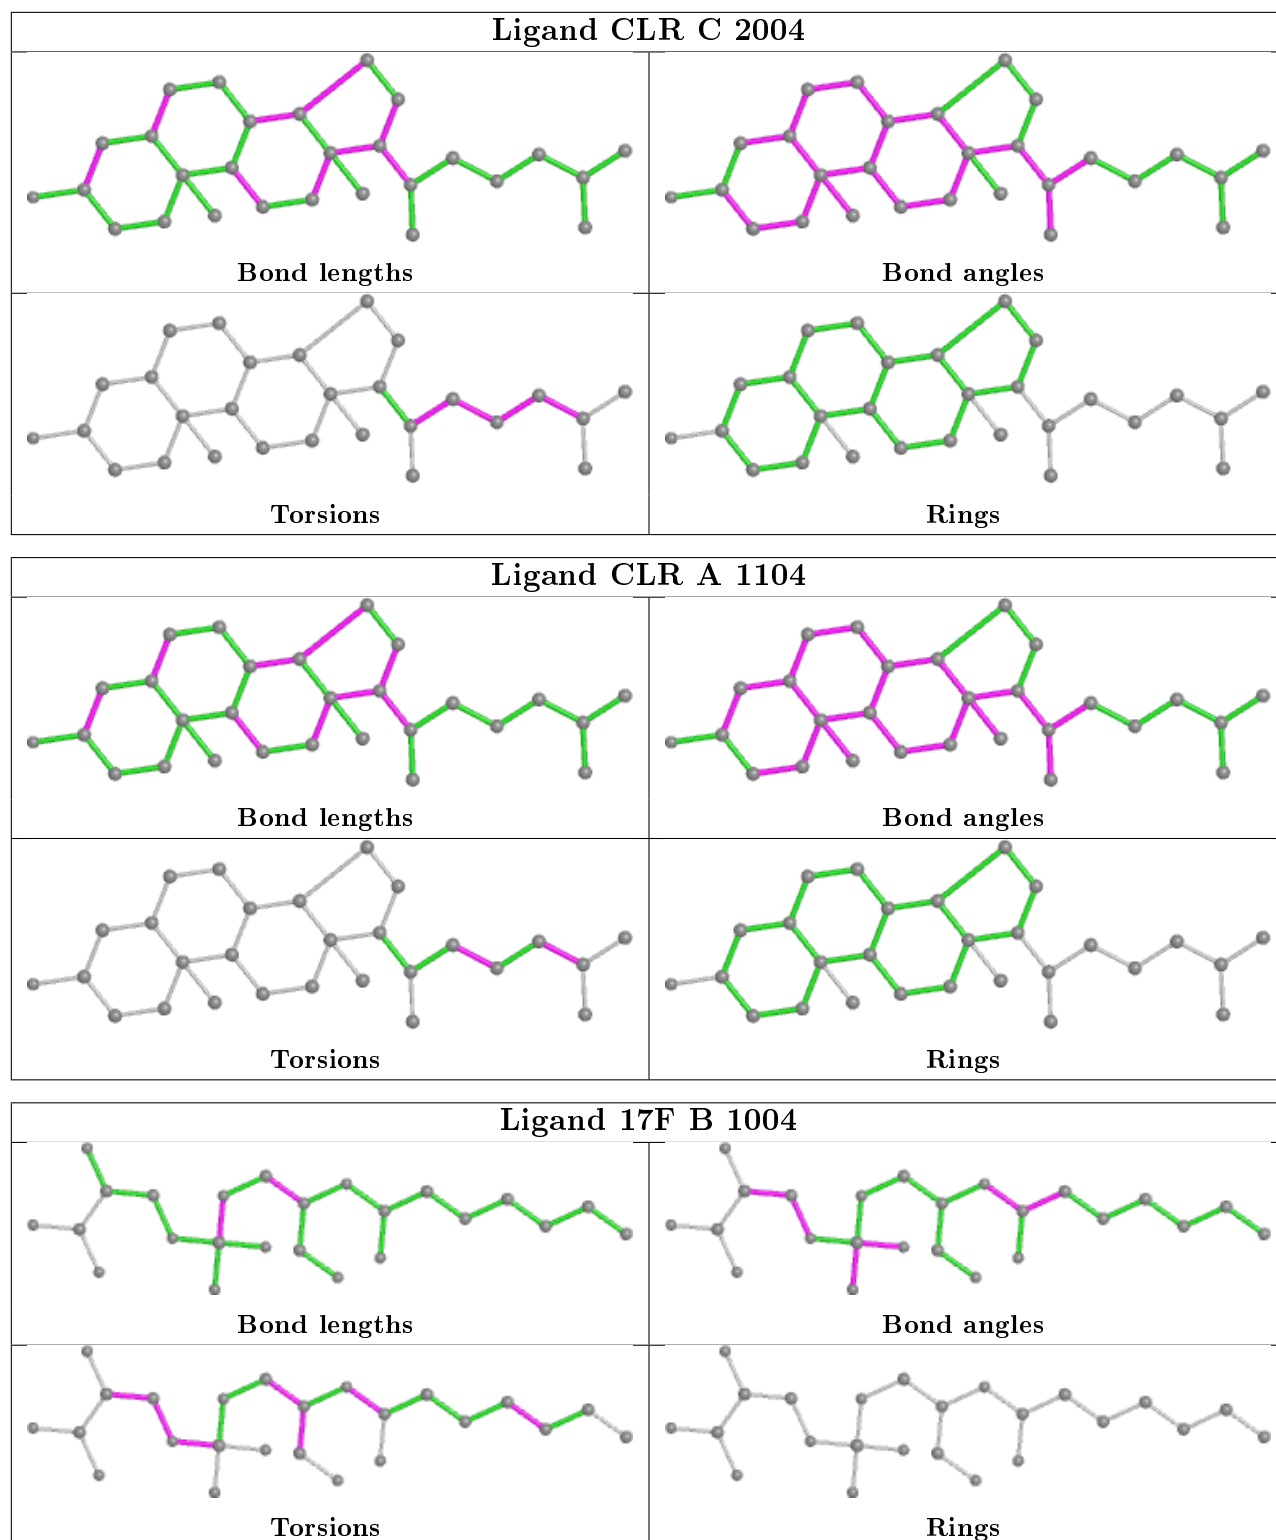 Ligand CLR C 2004
Bond lengths
Bond angles
Torsions
Rings
Ligand CLR A 1104
Bond lengths
Bond angles
Torsions
Rings
Ligand 17F B 1004
Bond lengths
Bond angles
Torsions
Rings